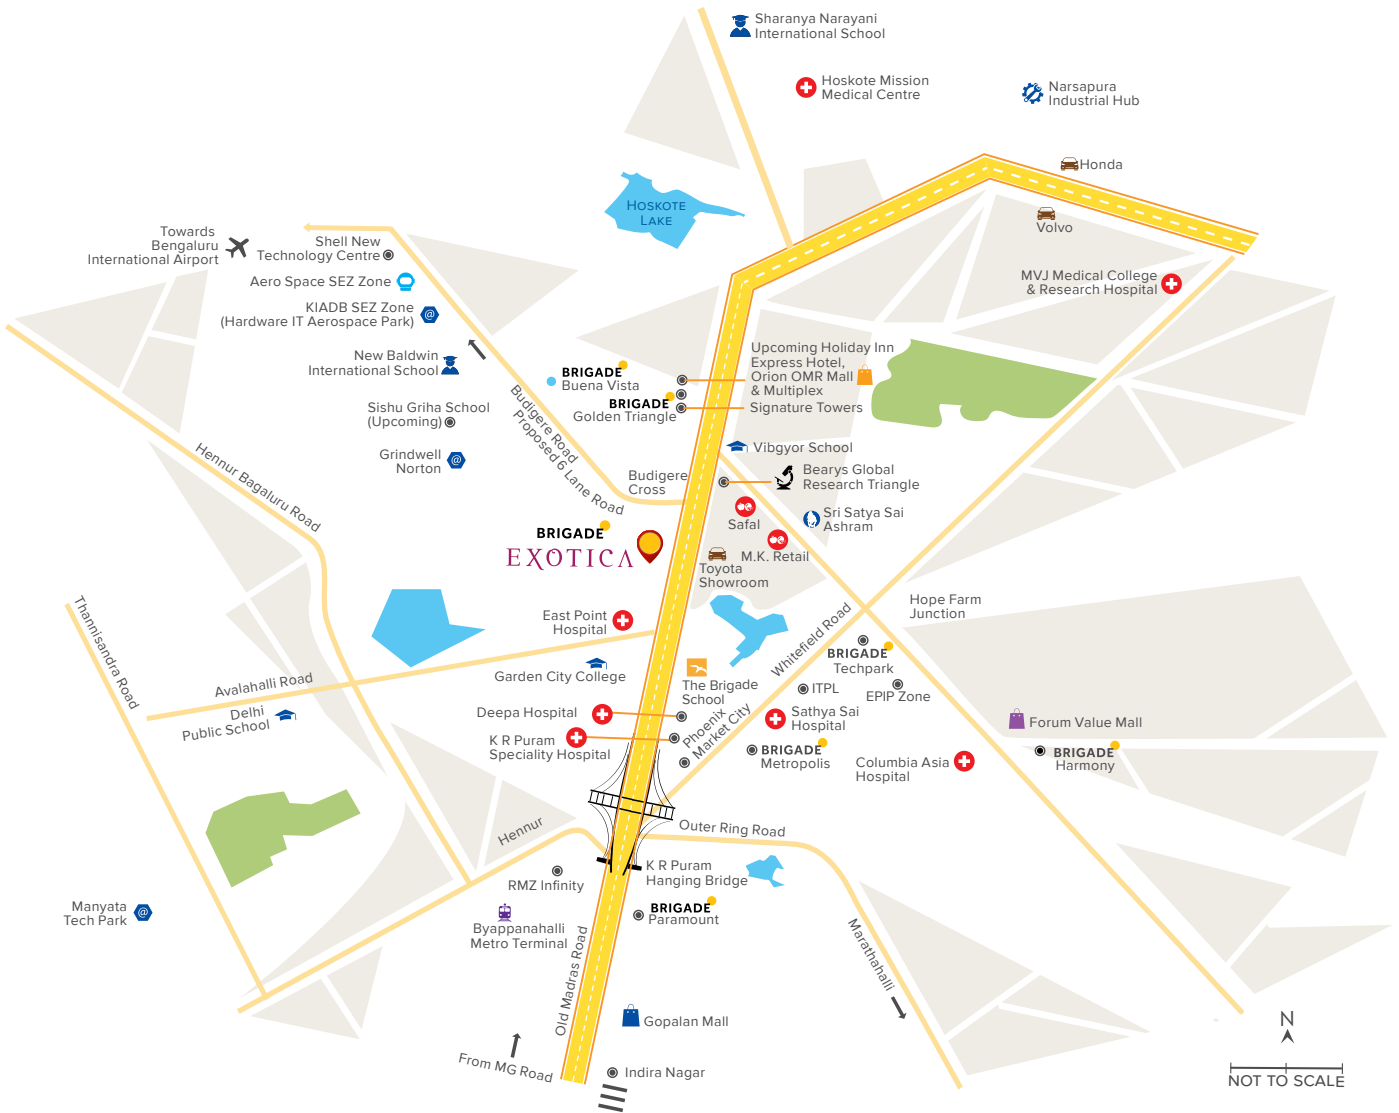 Sharanya Narayani
International School
Hoskote Mission
Medical Centre
Narsapura
Industrial Hub
Honda
Volvo
HOSKOTE
LAKE
Towards
Bengaluru
International Airport
Shell New
Technology Centre
Aero Space SEZ Zone
KIADB SEZ Zone
(Hardware IT Aerospace Park)
MVJ Medical College
& Research Hospital
New Baldwin
International School
Upcoming Holiday Inn
Express Hotel,
Orion OMR Mall
& Multiplex
Signature Towers
BRIGADE
Buena Vista
BRIGADE
Golden Triangle
Sishu Griha School
(Upcoming)
Grindwell
Norton
Budigere Road
Proposed 6 Lane Road
Hennur Bagaluru Road
Vibgyor School
Budigere
Cross
Bearys Global
Research Triangle
Safal
Sri Satya Sai
Ashram
BRIGADE
EXOTICA
M.K. Retail
Toyota
Showroom
Thannisandra Road
East Point
Hospital
Whitefield Road
Hope Farm
Junction
BRIGADE
Techpark
Garden City College
The Brigade
School
ITPL
EPIP Zone
Avalahalli Road
Delhi
Public School
Deepa Hospital
K R Puram
Speciality Hospital
Phoenix
Market City
Sathya Sai
Hospital
Forum Value Mall
BRIGADE
Metropolis
Columbia Asia
Hospital
BRIGADE
Harmony
Hennur
Outer Ring Road
K R Puram
Hanging Bridge
RMZ Infinity
Manyata
Tech Park
Byappanahalli
Metro Terminal
BRIGADE
Paramount
Marathahalli
Old Madras Road
Gopalan Mall
From MG Road
Indira Nagar
N
NOT TO SCALE